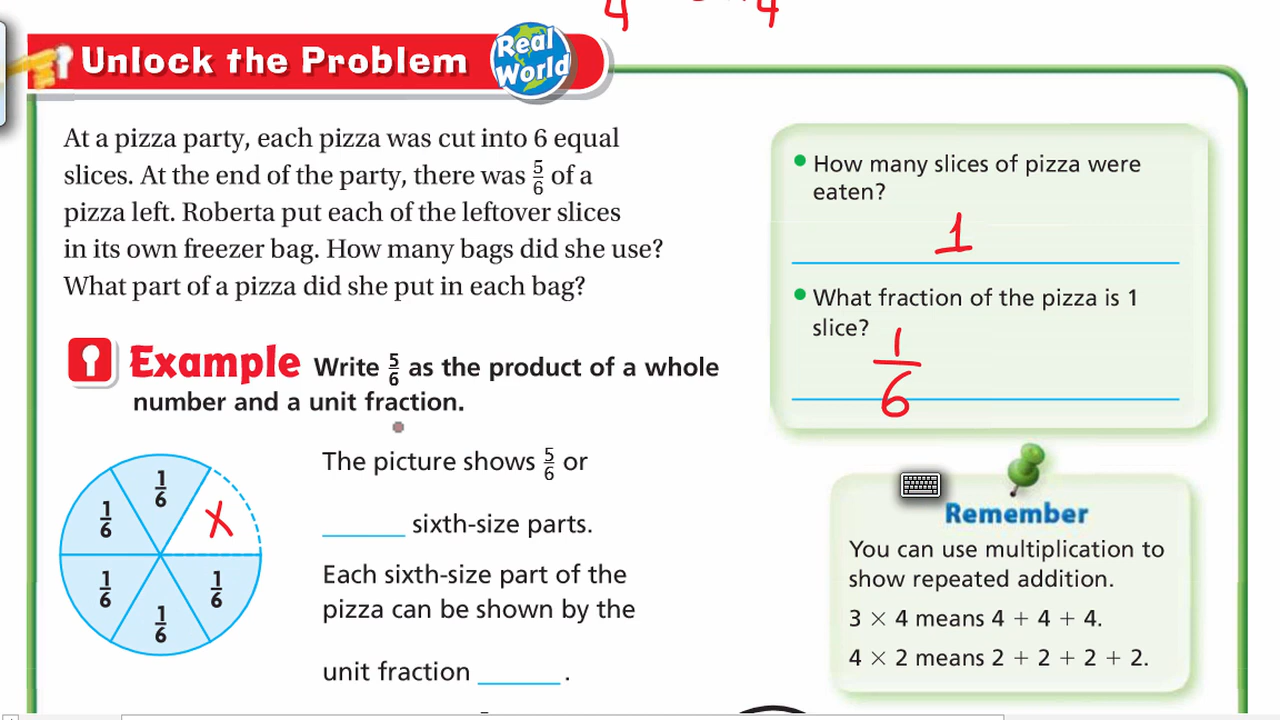 4 4
Unlock the Problem
Real
World
At a pizza party, each pizza was cut into 6 equal
slices. At the end of the party, there was 5/6 of a
pizza left. Roberta put each of the leftover slices
in its own freezer bag. How many bags did she use?
What part of a pizza did she put in each bag?
• How many slices of pizza were
eaten?
1
• What fraction of the pizza is 1
slice?
1/6
Example Write 5/6 as the product of a whole
number and a unit fraction.
1/6
1/6
X
1/6
1/6
1/6
The picture shows 5/6 or
______ sixth-size parts.
Each sixth-size part of the
pizza can be shown by the
unit fraction ______.
Remember
You can use multiplication to
show repeated addition.
3 × 4 means 4 + 4 + 4.
4 × 2 means 2 + 2 + 2 + 2.